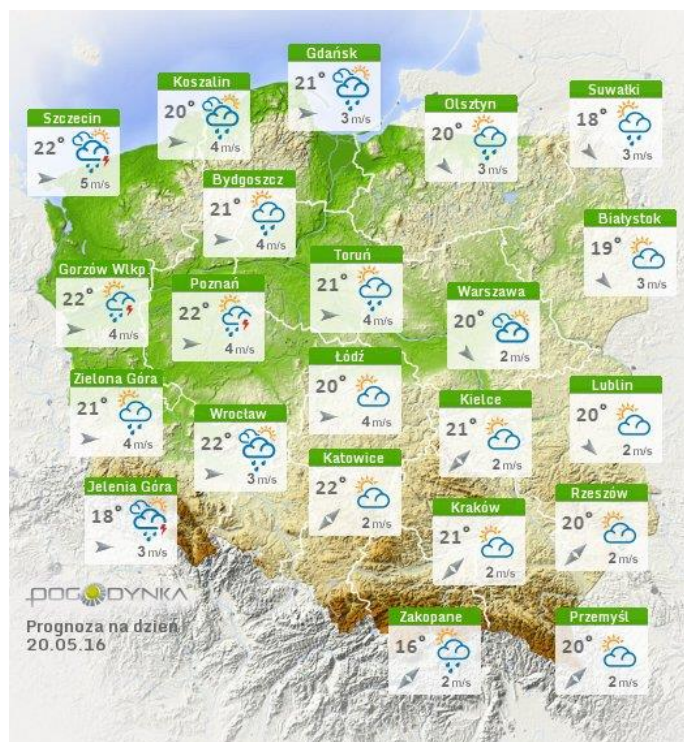 Gdańsk
21°
3 m/s
Koszalin
20°
4 m/s
Suwałki
18°
3 m/s
Olsztyn
20°
3 m/s
Szczecin
22°
5 m/s
Bydgoszcz
21°
4 m/s
Białystok
19°
3 m/s
Toruń
21°
4 m/s
Gorzów Wlkp
22°
4 m/s
Poznań
22°
4 m/s
Warszawa
20°
2 m/s
Łódź
20°
4 m/s
Zielona Góra
21°
4 m/s
Lublin
20°
2 m/s
Kielce
21°
2 m/s
Wrocław
22°
3 m/s
Katowice
22°
2 m/s
Jelenia Góra
18°
3 m/s
Rzeszów
20°
2 m/s
Kraków
21°
2 m/s
POGODYNKA
Prognoza na dzień
20.05.16
Zakopane
16°
2 m/s
Przemyśl
20°
2 m/s